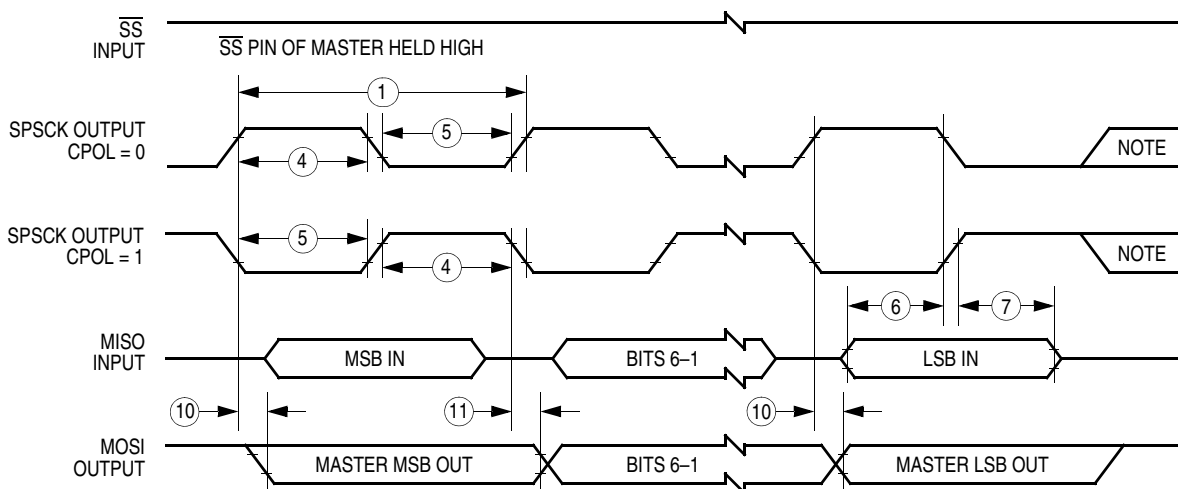 SS
INPUT
SS PIN OF MASTER HELD HIGH
1
SPSCK OUTPUT
CPOL = 0
5
4
NOTE
SPSCK OUTPUT
CPOL = 1
5
4
NOTE
6
7
MISO
INPUT
MSB IN
BITS 6–1
LSB IN
10
11
10
MOSI
OUTPUT
MASTER MSB OUT
BITS 6–1
MASTER LSB OUT